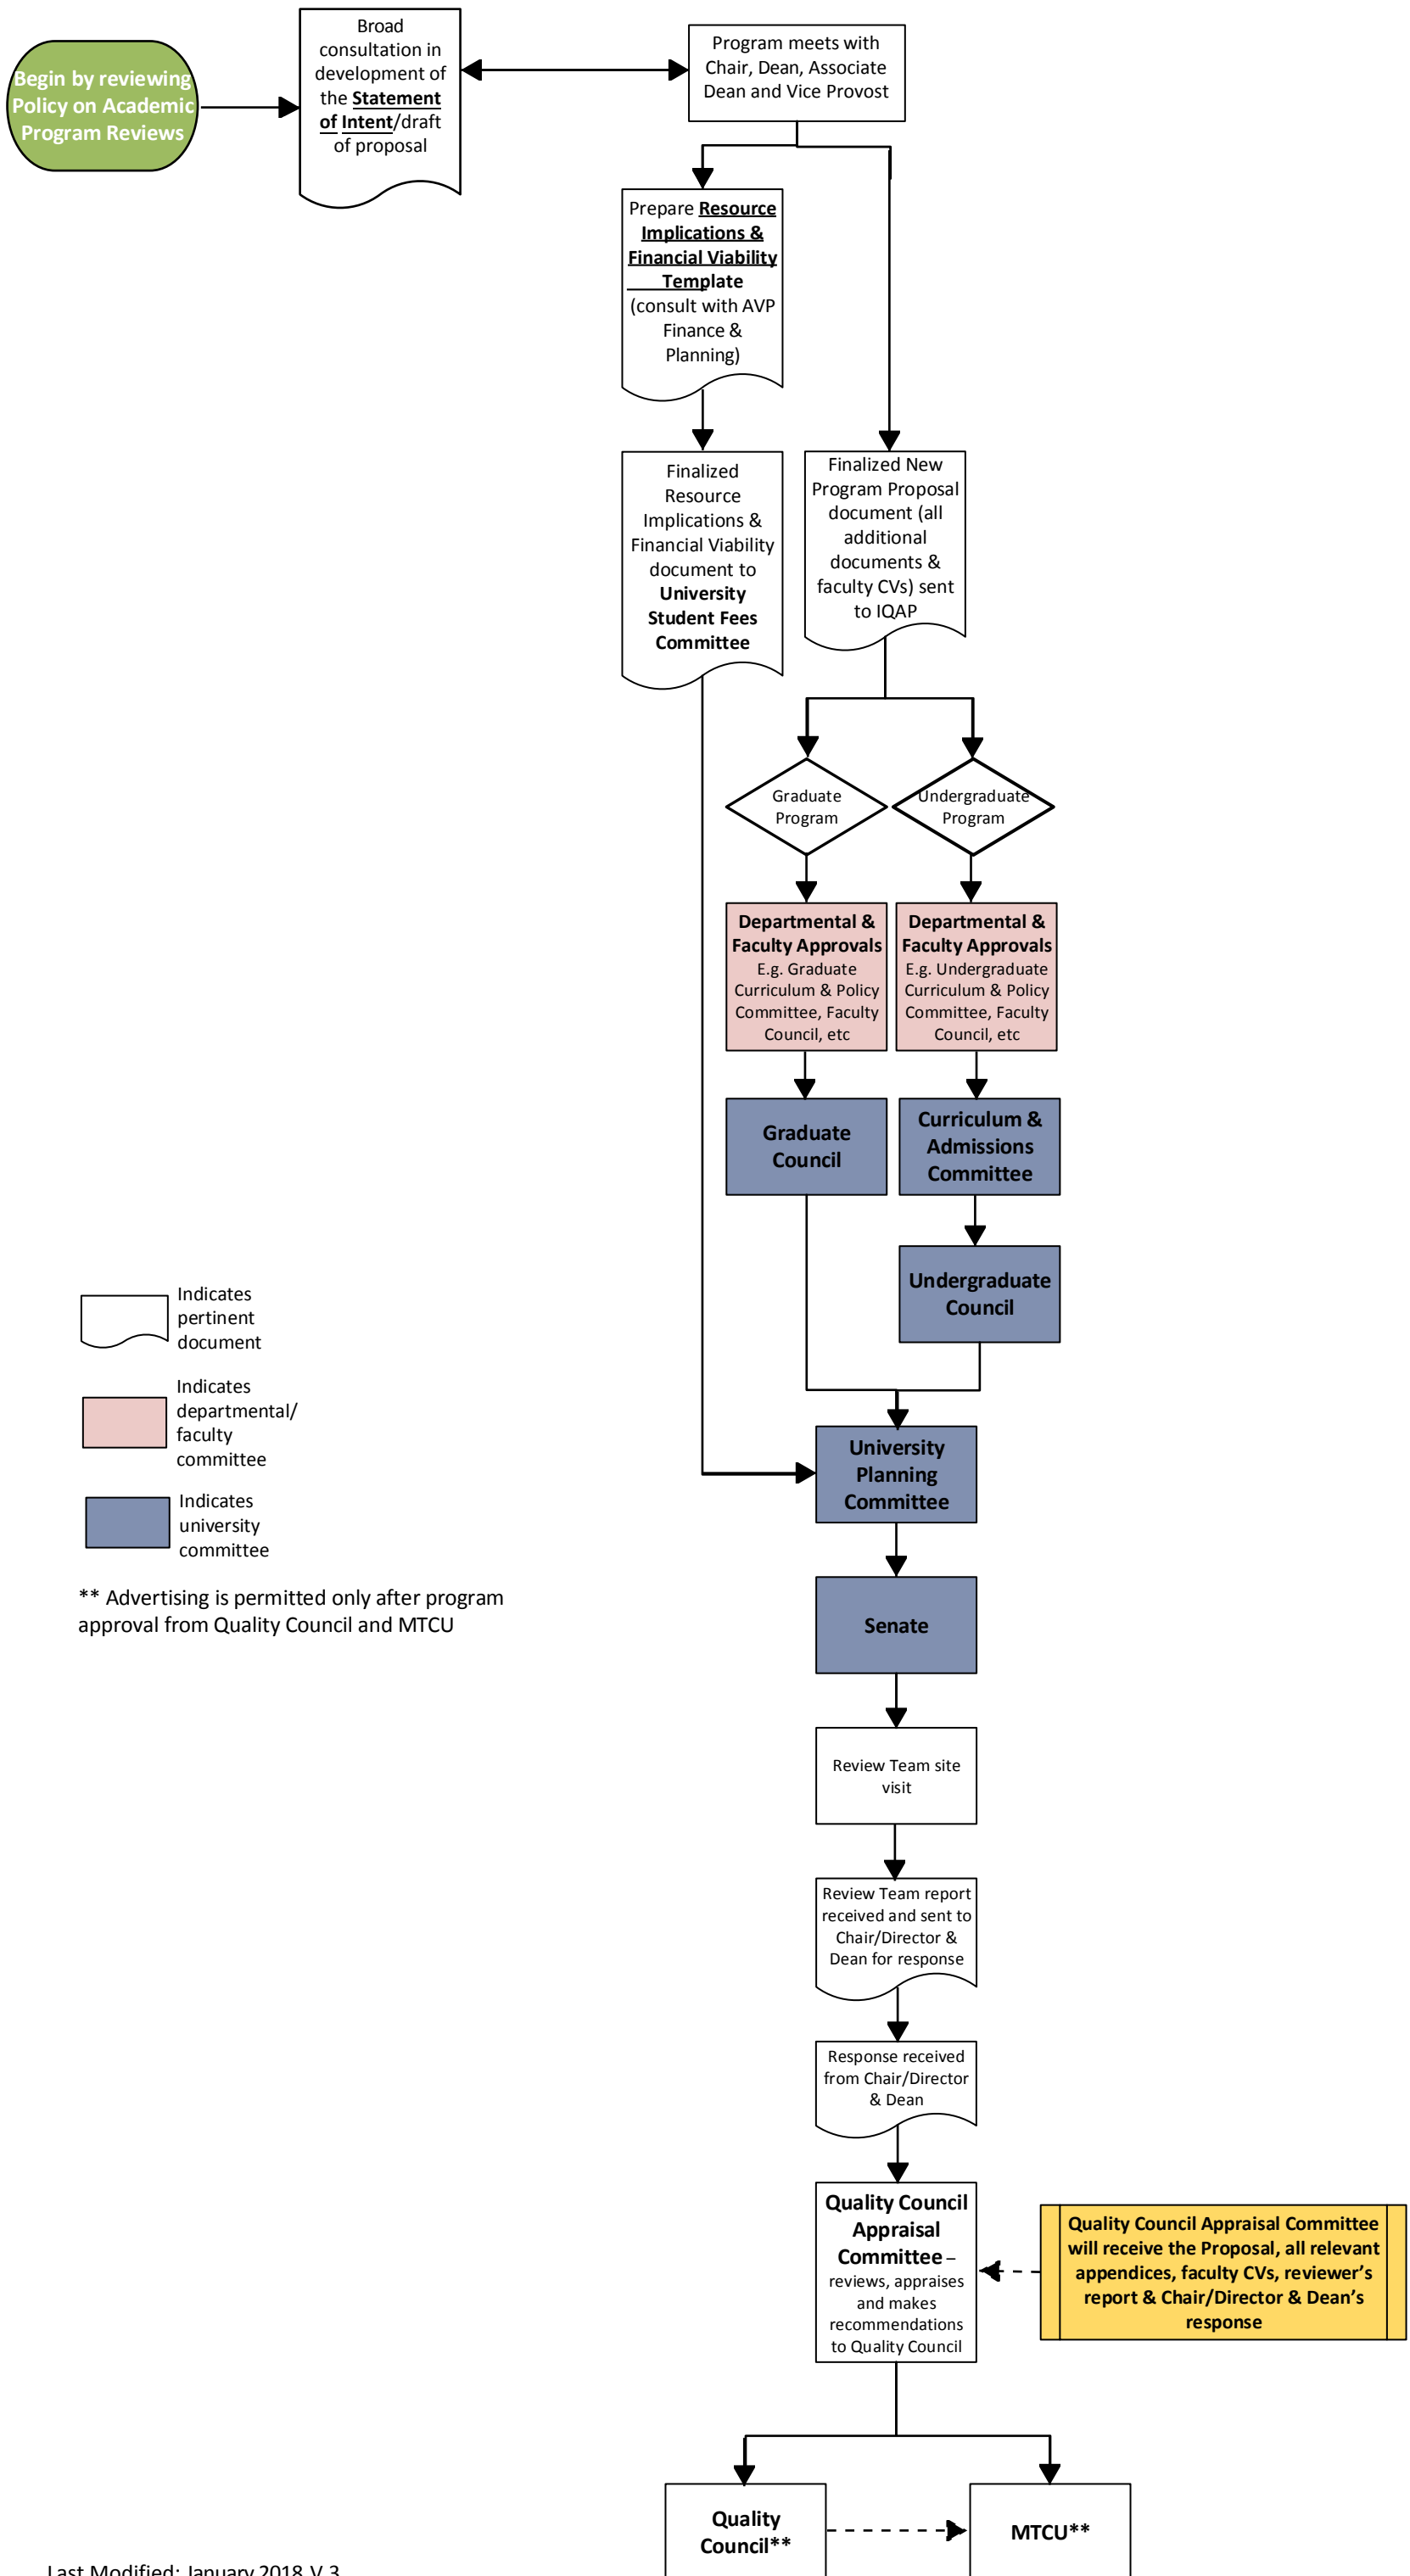 Begin by reviewing
Policy on Academic
Program Reviews
Broad
consultation in
development of
the Statement
of Intent/draft
of proposal
Program meets with
Chair, Dean, Associate
Dean and Vice Provost
Prepare Resource
Implications &
Financial Viability
Template
(consult with AVP
Finance &
Planning)
Finalized
Resource
Implications &
Financial Viability
document to
University
Student Fees
Committee
Finalized New
Program Proposal
document (all
additional
documents &
faculty CVs) sent
to IQAP
Graduate
Program
Undergraduate
Program
Departmental &
Faculty Approvals
E.g. Graduate
Curriculum & Policy
Committee, Faculty
Council, etc
Departmental &
Faculty Approvals
E.g. Undergraduate
Curriculum & Policy
Committee, Faculty
Council, etc
Graduate
Council
Curriculum &
Admissions
Committee
Undergraduate
Council
Indicates
pertinent
document
Indicates
departmental/
faculty
committee
Indicates
university
committee
** Advertising is permitted only after program
approval from Quality Council and MTCU
University
Planning
Committee
Senate
Review Team site
visit
Review Team report
received and sent to
Chair/Director &
Dean for response
Response received
from Chair/Director
& Dean
Quality Council
Appraisal
Committee –
reviews, appraises
and makes
recommendations
to Quality Council
Quality Council Appraisal Committee
will receive the Proposal, all relevant
appendices, faculty CVs, reviewer's
report & Chair/Director & Dean's
response
Quality
Council**
MTCU**
Last Modified: January 2018 V.3